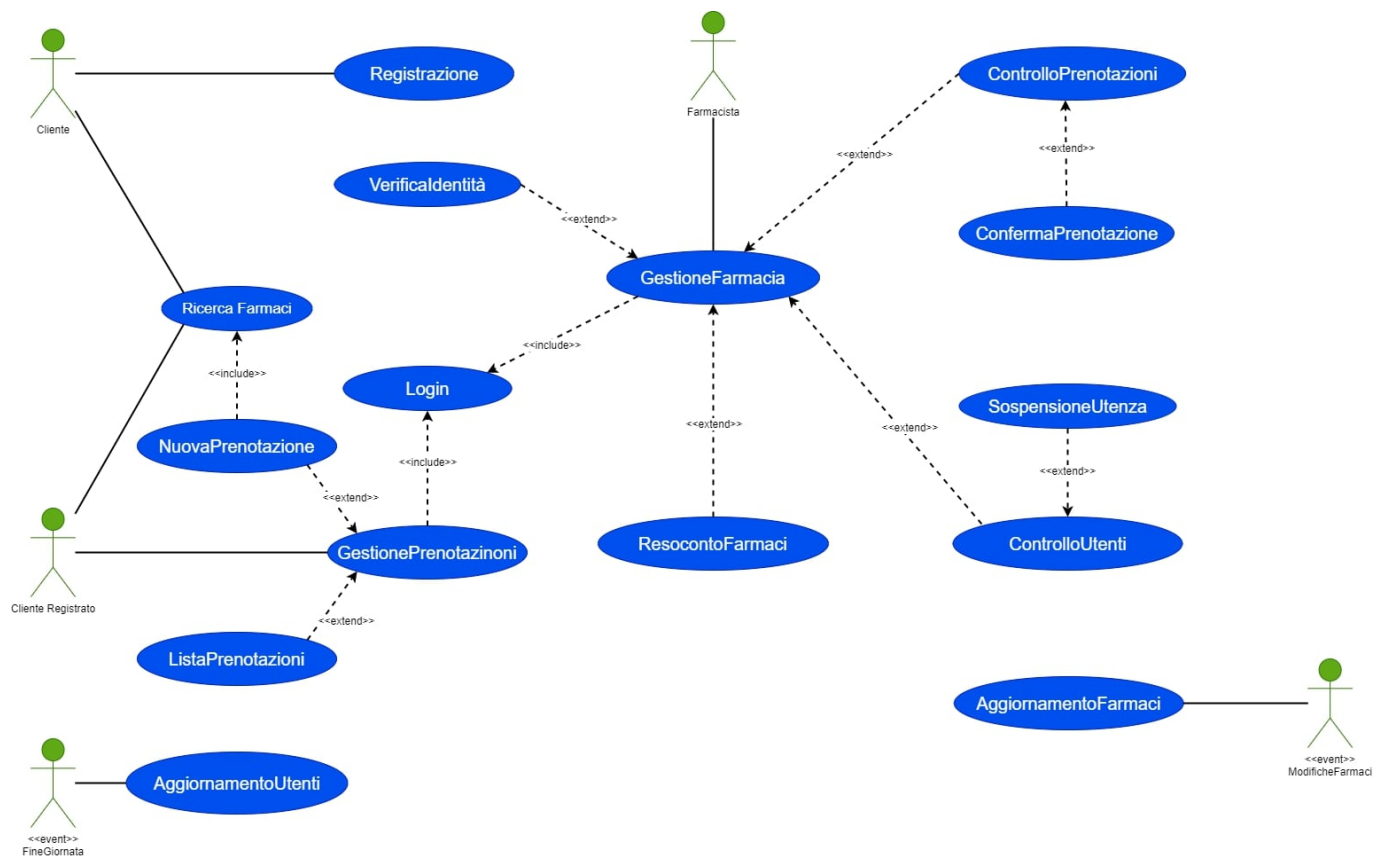 Registrazione
ControlloPrenotazioni
Farmacista
Cliente
<<extend>>
<<extend>>
VerificaIdentità
<<extend>>
ConfermaPrenotazione
GestioneFarmacia
Ricerca Farmaci
<<include>>
<<include>>
Login
SospensioneUtenza
<<extend>>
<<extend>>
NuovaPrenotazione
<<include>>
<<extend>>
<<extend>>
GestionePrenotazinoni
ResocontoFarmaci
ControlloUtenti
Cliente Registrato
<<extend>>
ListaPrenotazioni
AggiornamentoFarmaci
<<event>>
ModificheFarmaci
AggiornamentoUtenti
<<event>>
FineGiornata